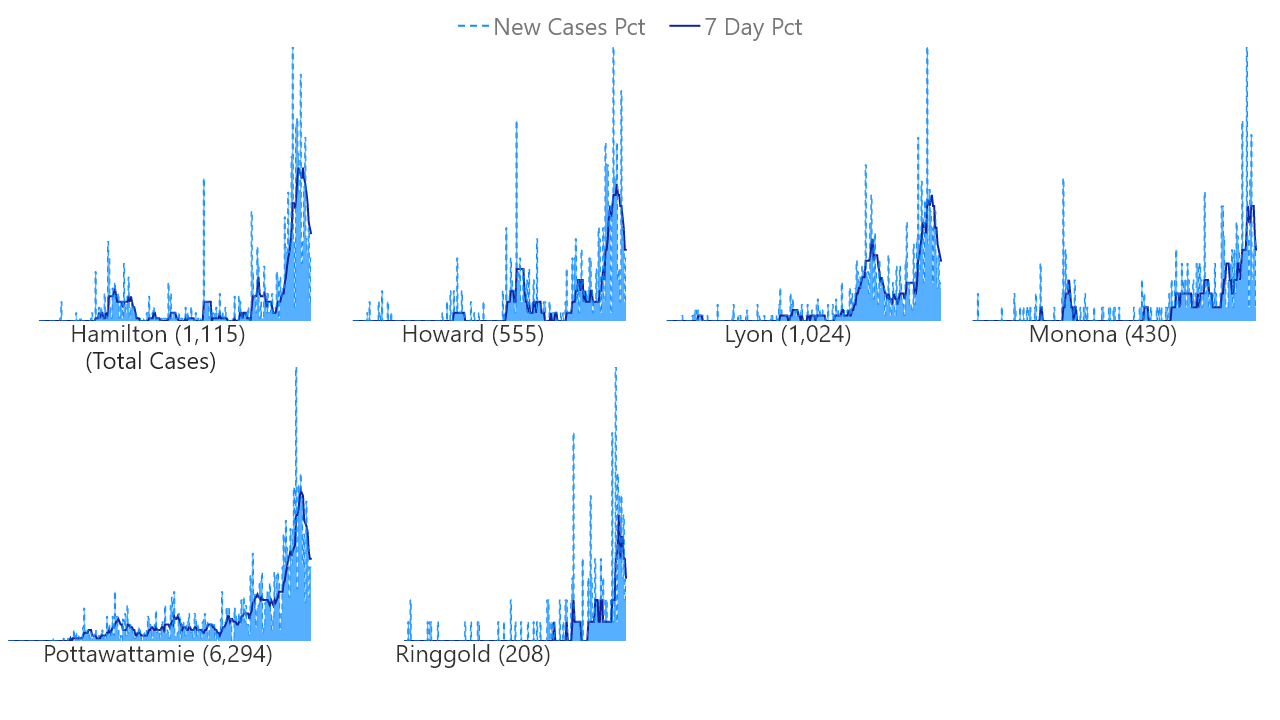 New Cases Pct 7 Day Pct
Hamilton (1,115) Howard (555) Lyon (1,024) Monona (430)
(Total Cases)
Pottawattamie (6,294) Ringgold (208)